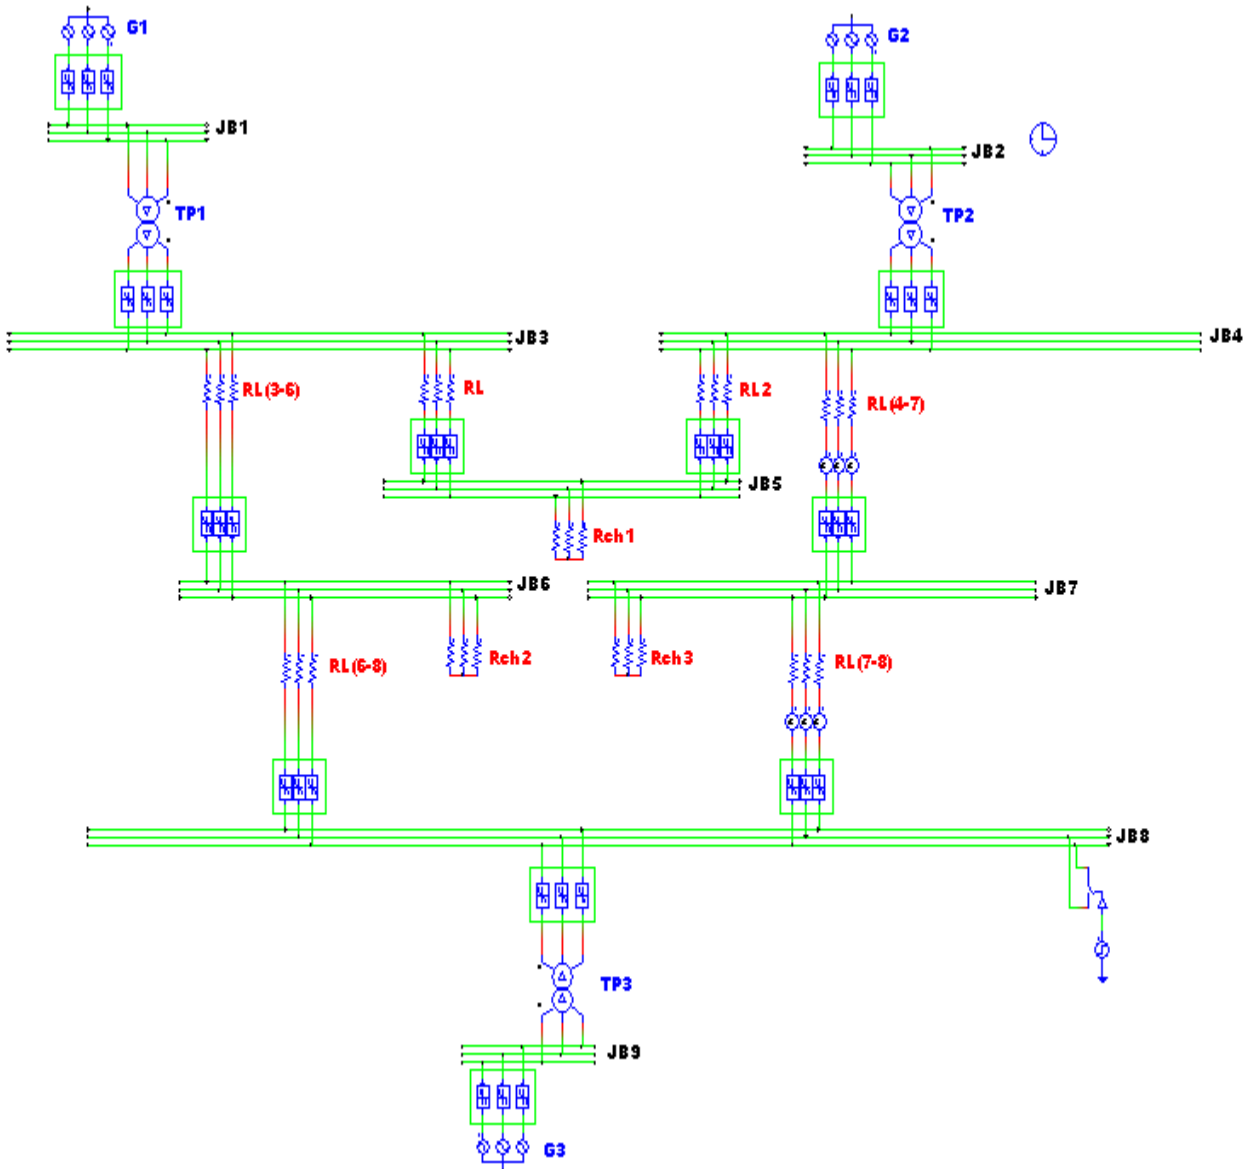 G1
G2
JB1
JB2
TP1
TP2
JB3
JB4
RL(3-6)
RL
RL2
RL(4-7)
JB5
Rch1
JB6
JB7
RL(6-8)
Rch2
Rch3
RL(7-8)
JB8
TP3
JB9
G3